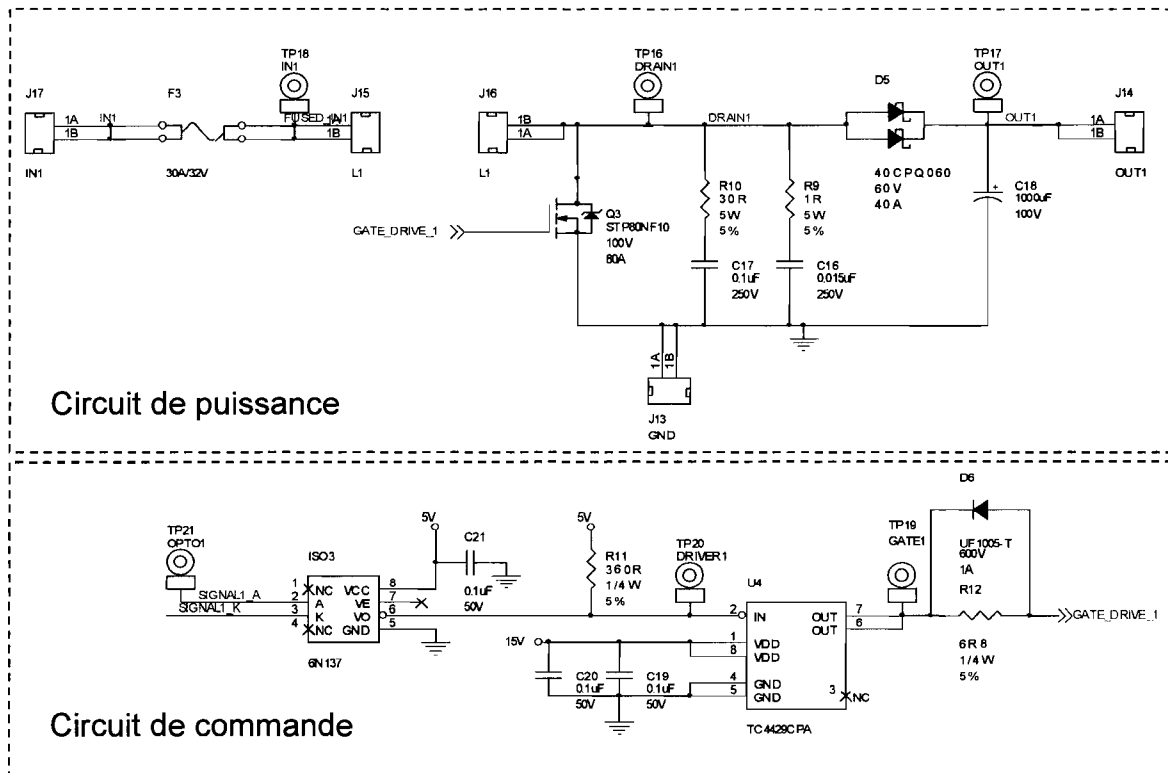 TP18
IN1
TP16
DRAIN1
TP17
OUT1
J17
F3
J15
J16
D5
J14
1A
1B
IN1
FUSED_IN1
1A
1B
1B
1A
DRAIN1
OUT1
1A
1B
IN1
30A/32V
L1
L1
40CPQ060
60V
40A
OUT1
R10
30R
5W
5%
R9
1R
5W
5%
C18
1000uF
100V
+
GATE_DRIVE_1
Q3
STP80NF10
100V
80A
C17
0.1uF
250V
C16
0.015uF
250V
1A
1B
J13
GND
Circuit de puissance
D6
UF1005-T
600V
1A
TP21
OPTO1
5V
C21
0.1uF
50V
5V
R11
360R
1/4W
5%
TP20
DRIVER1
TP19
GATE1
ISO3
U4
R12
SIGNAL1_A
SIGNAL1_K
1
2
3
4
NC
A
K
NC
VCC
VE
VO
GND
8
7
6
5
6N137
2
IN
OUT
OUT
7
6
GATE_DRIVE_1
6R8
1/4W
5%
15V
1
8
VDD
VDD
4
5
GND
GND
3
NC
C20
0.1uF
50V
C19
0.1uF
50V
TC4429CPA
Circuit de commande